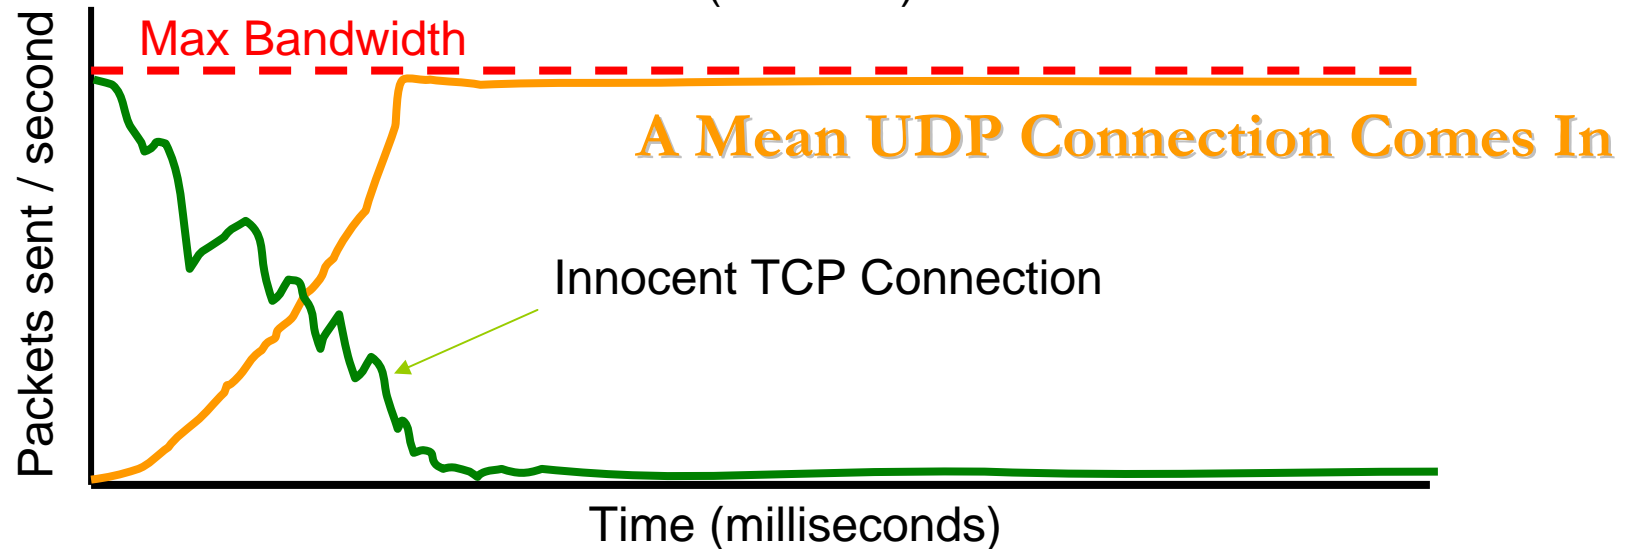 Max Bandwidth
Packets sent / second
A Mean UDP Connection Comes In
Innocent TCP Connection
Time (milliseconds)